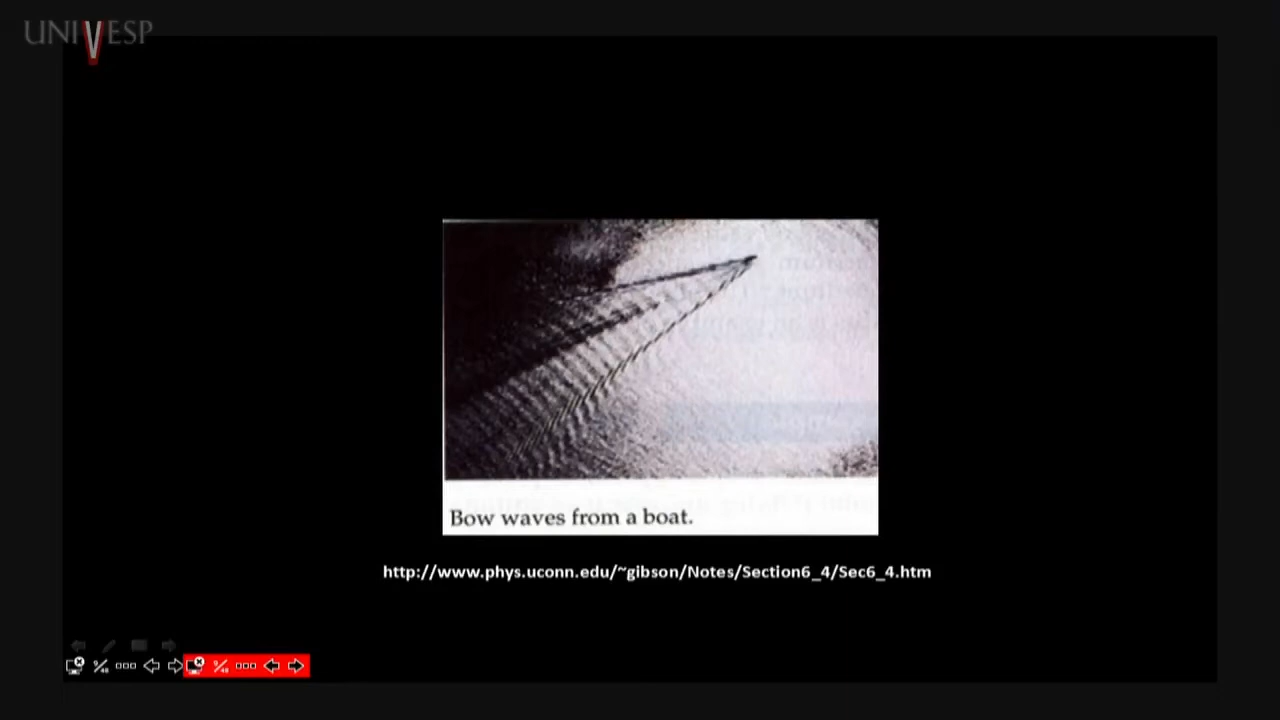 UNIVESP
Bow waves from a boat.
http://www.phys.uconn.edu/~gibson/Notes/Section6_4/Sec6_4.htm